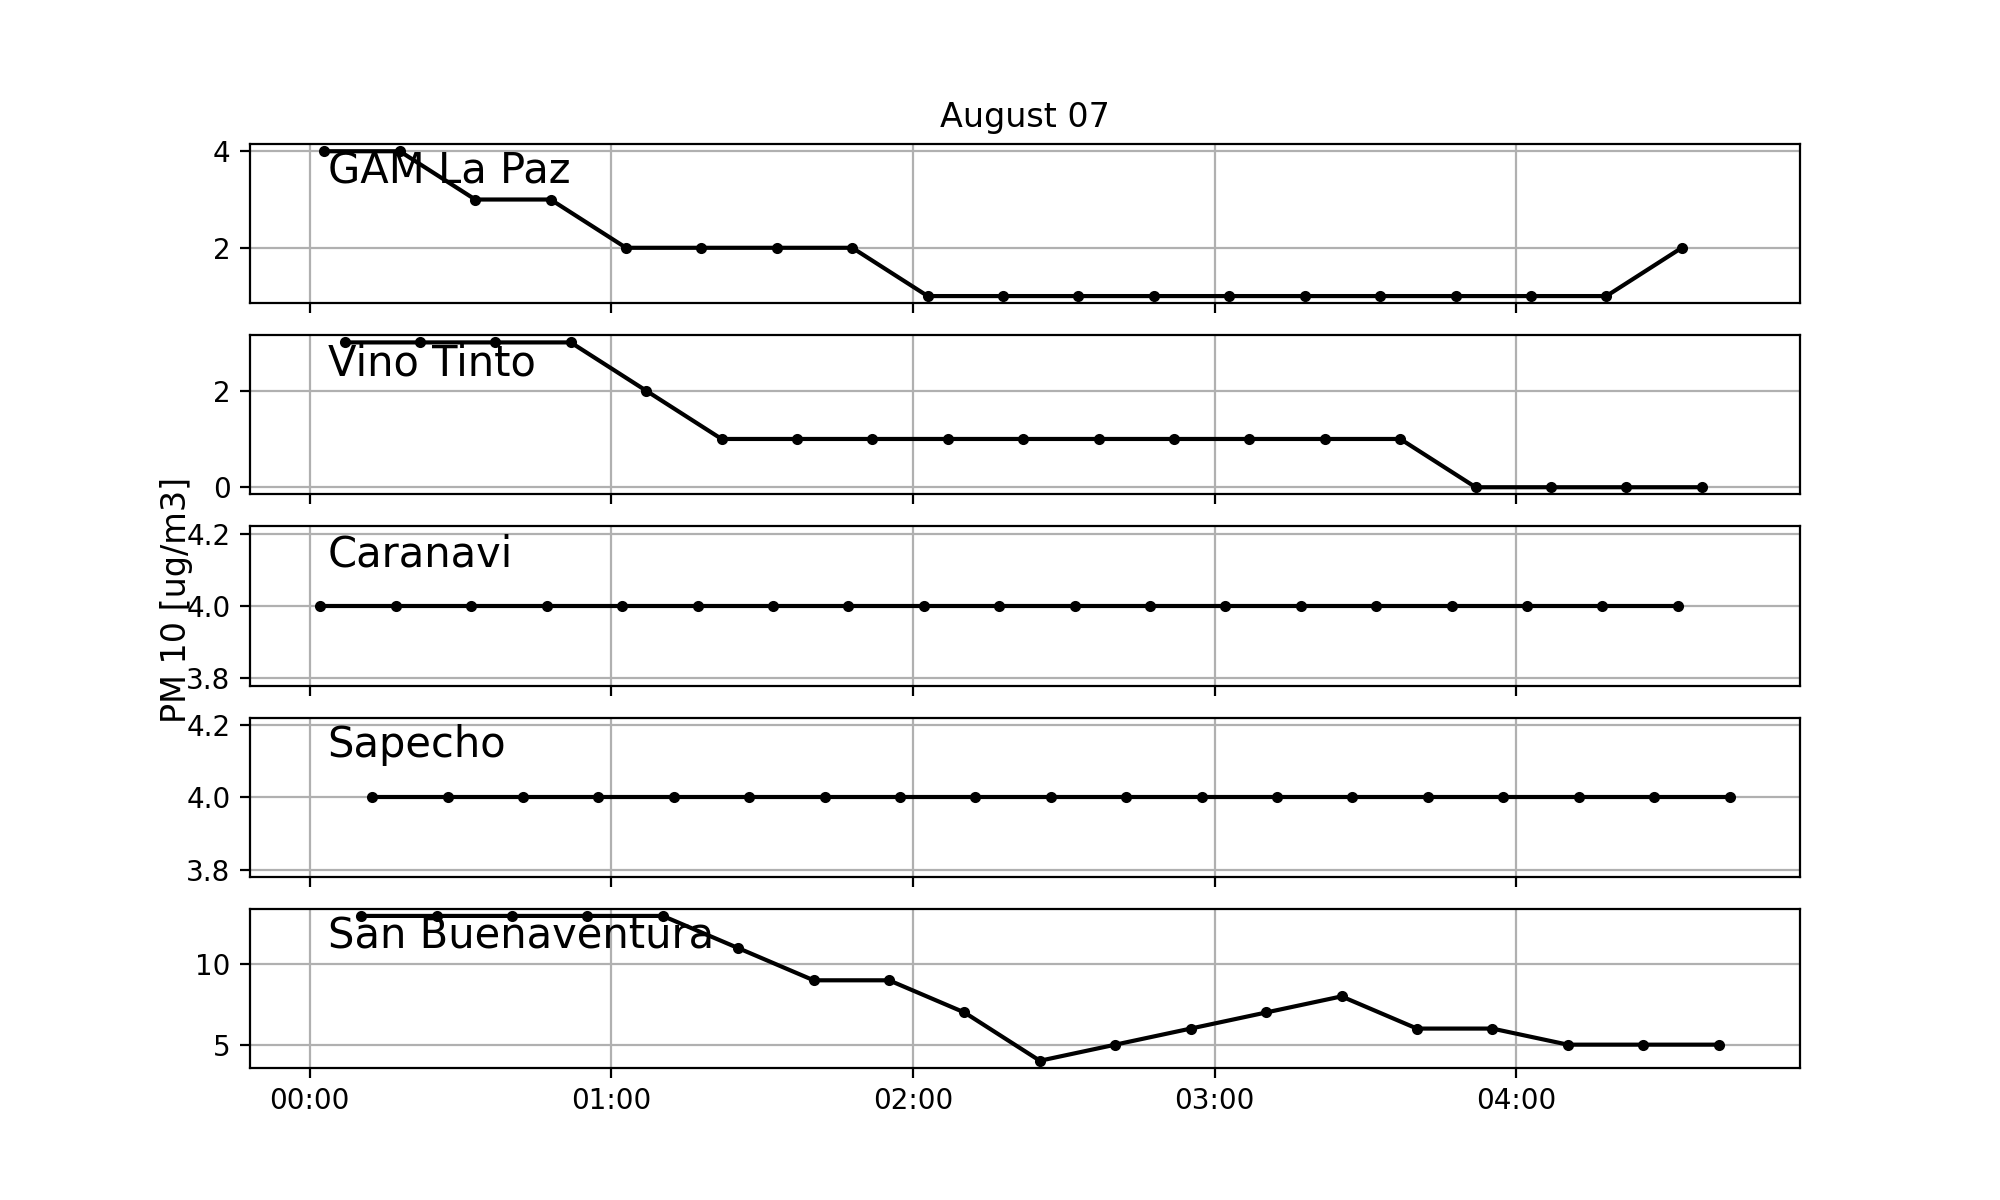 August 07
4
GAM La Paz
2
Vino Tinto
2
0
PM 10 [ug/m3]
4.2
Caranavi
4.0
3.8
4.2
Sapecho
4.0
3.8
San Buenaventura
10
5
00:00 01:00 02:00 03:00 04:00